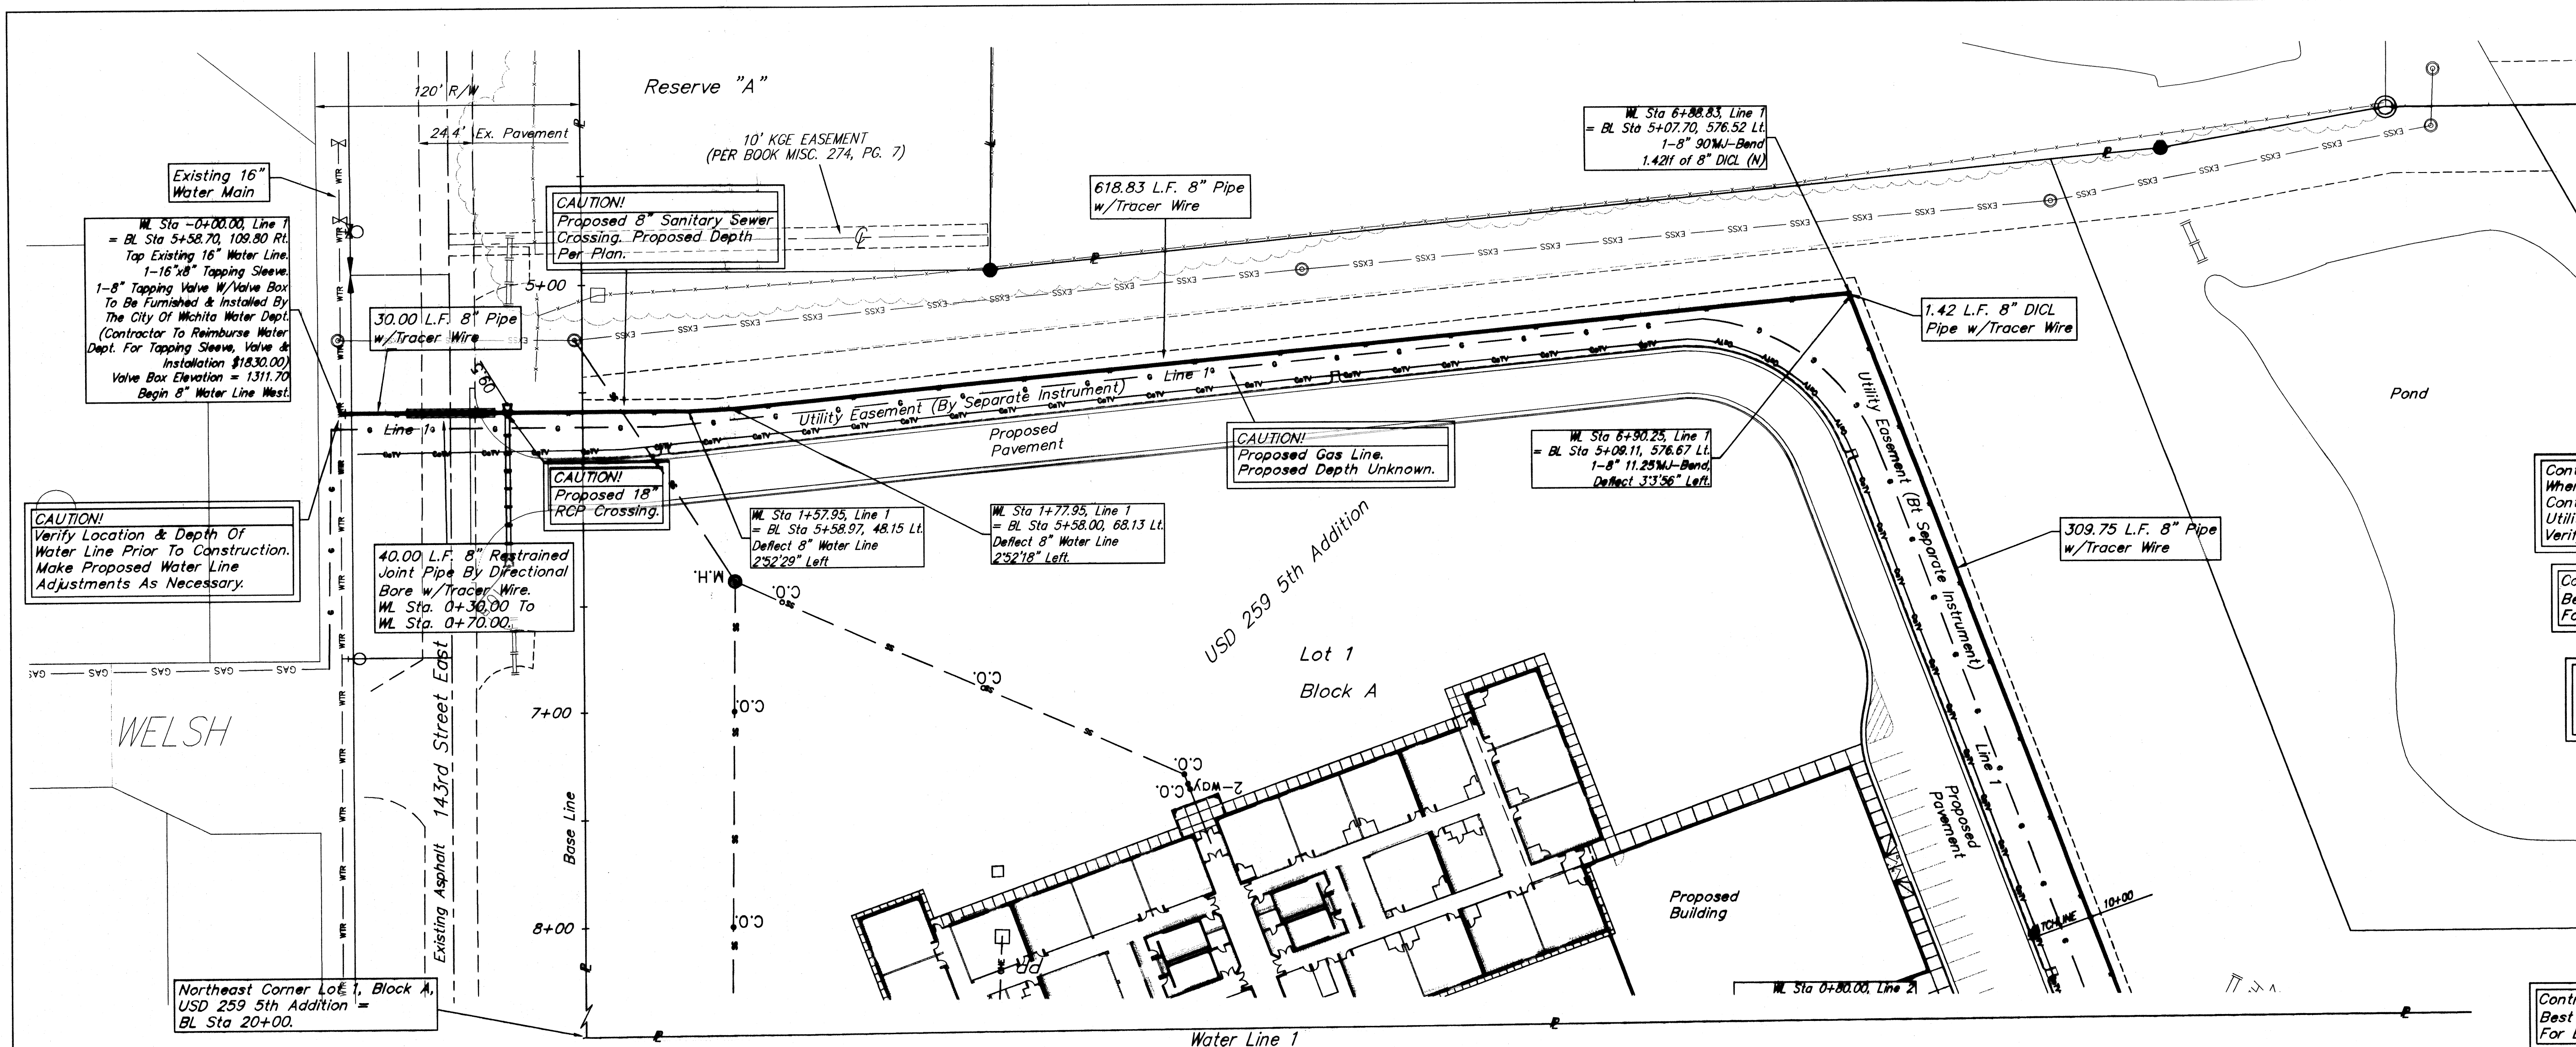 Reserve "A"
120' R/W
24.4' Ex. Pavement
10' KGE EASEMENT
(PER BOOK MISC. 274, PG. 7)
Existing 16"
Water Main
WL Sta -0+00.00, Line 1
= BL Sta 5+58.70, 109.80 Rt.
Tap Existing 16" Water Line.
1-16"x8" Tapping Sleeve.
1-8" Tapping Valve W/Valve Box
To Be Furnished & Installed By
The City Of Wichita Water Dept.
(Contractor To Reimburse Water
Dept. For Tapping Sleeve, Valve &
Installation $1830.00)
Valve Box Elevation = 1311.70
Begin 8" Water Line West.
CAUTION!
Proposed 8" Sanitary Sewer
Crossing. Proposed Depth
Per Plan.
5+00
30.00 L.F. 8" Pipe
w/Tracer Wire
618.83 L.F. 8" Pipe
w/Tracer Wire
WL Sta 6+88.83, Line 1
= BL Sta 5+07.70, 576.52 Lt.
1-8" 90°MJ-Bend
1.42lf of 8" DICL (N)
1.42 L.F. 8" DICL
Pipe w/Tracer Wire
Pond
09.5
Line 1
Utility Easement (By Separate Instrument)
Line 1
Proposed
Pavement
CAUTION!
Proposed Gas Line.
Proposed Depth Unknown.
WL Sta 6+90.25, Line 1
= BL Sta 5+09.11, 576.67 Lt.
1-8" 11.25°MJ-Bend,
Deflect 3°3'56" Left.
Utility Easement (Bt Separate Instrument)
CAUTION!
Proposed 18"
RCP Crossing.
CAUTION!
Verify Location & Depth Of
Water Line Prior To Construction.
Make Proposed Water Line
Adjustments As Necessary.
40.00 L.F. 8" Restrained
Joint Pipe By Directional
Bore w/Tracer Wire.
WL Sta. 0+30.00 To
WL Sta. 0+70.00.
WL Sta 1+57.95, Line 1
= BL Sta 5+58.97, 48.15 Lt.
Deflect 8" Water Line
2°52'29" Left
WL Sta 1+77.95, Line 1
= BL Sta 5+58.00, 68.13 Lt.
Deflect 8" Water Line
2°52'18" Left.
309.75 L.F. 8" Pipe
w/Tracer Wire
M.H.
C.O.
USD 259 5th Addition
Lot 1
Block A
GAS GAS GAS GAS GAS
C.O.
C.O.
7+00
WELSH
Existing Asphalt 143rd Street East
Base Line
C.O.
C.O.
2-way
Line 1
Proposed
Pavement
Proposed
Building
C.O.
8+00
10+00
TCHLINE
WL Sta 0+80.00, Line 2
Northeast Corner Lot 1, Block A,
USD 259 5th Addition =
BL Sta 20+00.
Water Line 1
Best
For